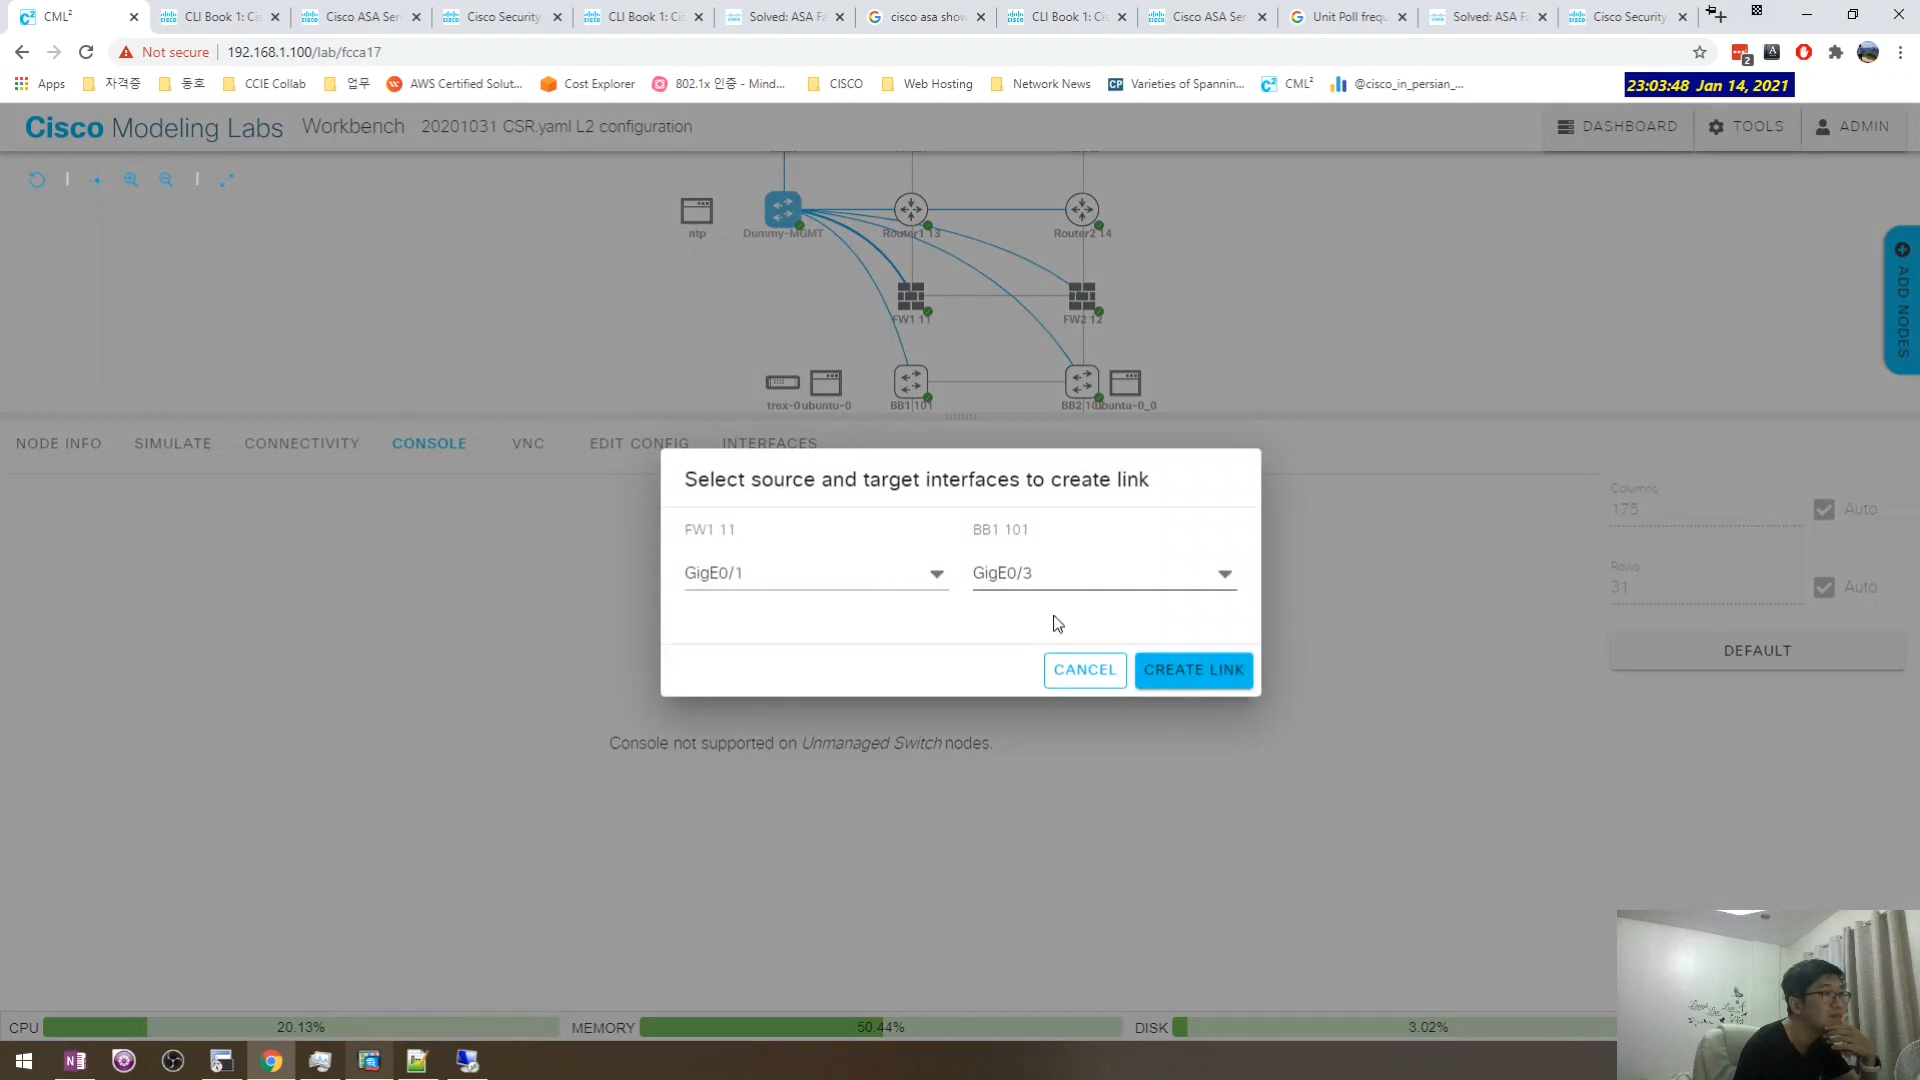 CML²
CLI Book 1: Cis
Cisco ASA Seri
Cisco Security
CLI Book 1: Cis
Solved: ASA Fa
cisco asa show
CLI Book 1: Cis
Cisco ASA Seri
Unit Poll frequ
Solved: ASA Fa
Cisco Security
Not secure
192.168.1.100/lab/fcca17
2
Apps
자격증
동호
CCIE Collab
업무
AWS Certified Solut...
Cost Explorer
802.1x 인증 - Mind...
CISCO
Web Hosting
Network News
Varieties of Spannin...
CML²
@cisco_in_persian_...
23:03:48 Jan 14, 2021
Cisco Modeling Labs
Workbench
20201031 CSR.yaml L2 configuration
DASHBOARD
TOOLS
ADMIN
ntp
Dummy-MGMT
Router1 13
Router2 14
FW1 11
FW2 12
trex-0
ubuntu-0
BB1 101
ubuntu-0_0
ADD NODES
NODE INFO
SIMULATE
CONNECTIVITY
CONSOLE
VNC
EDIT CONFIG
INTERFACES
Select source and target interfaces to create link
FW1 11
BB1 101
GigE0/1
GigE0/3
CANCEL
CREATE LINK
Columns
175
Auto
Rows
31
Auto
DEFAULT
Console not supported on Unmanaged Switch nodes.
CPU
20.13%
MEMORY
50.44%
DISK
3.02%